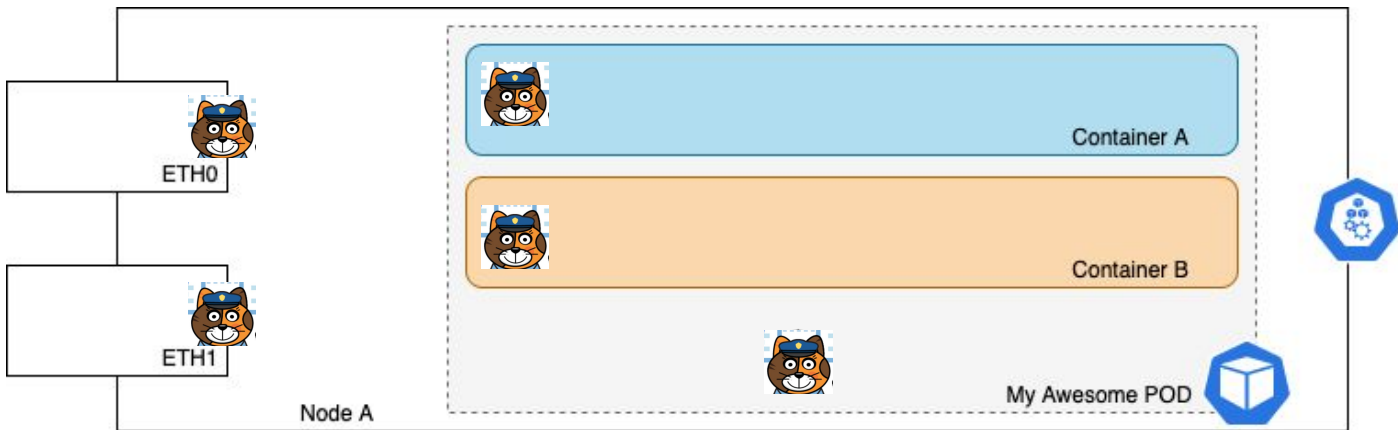 Container A
ETH0
Container B
ETH1
My Awesome POD
Node A